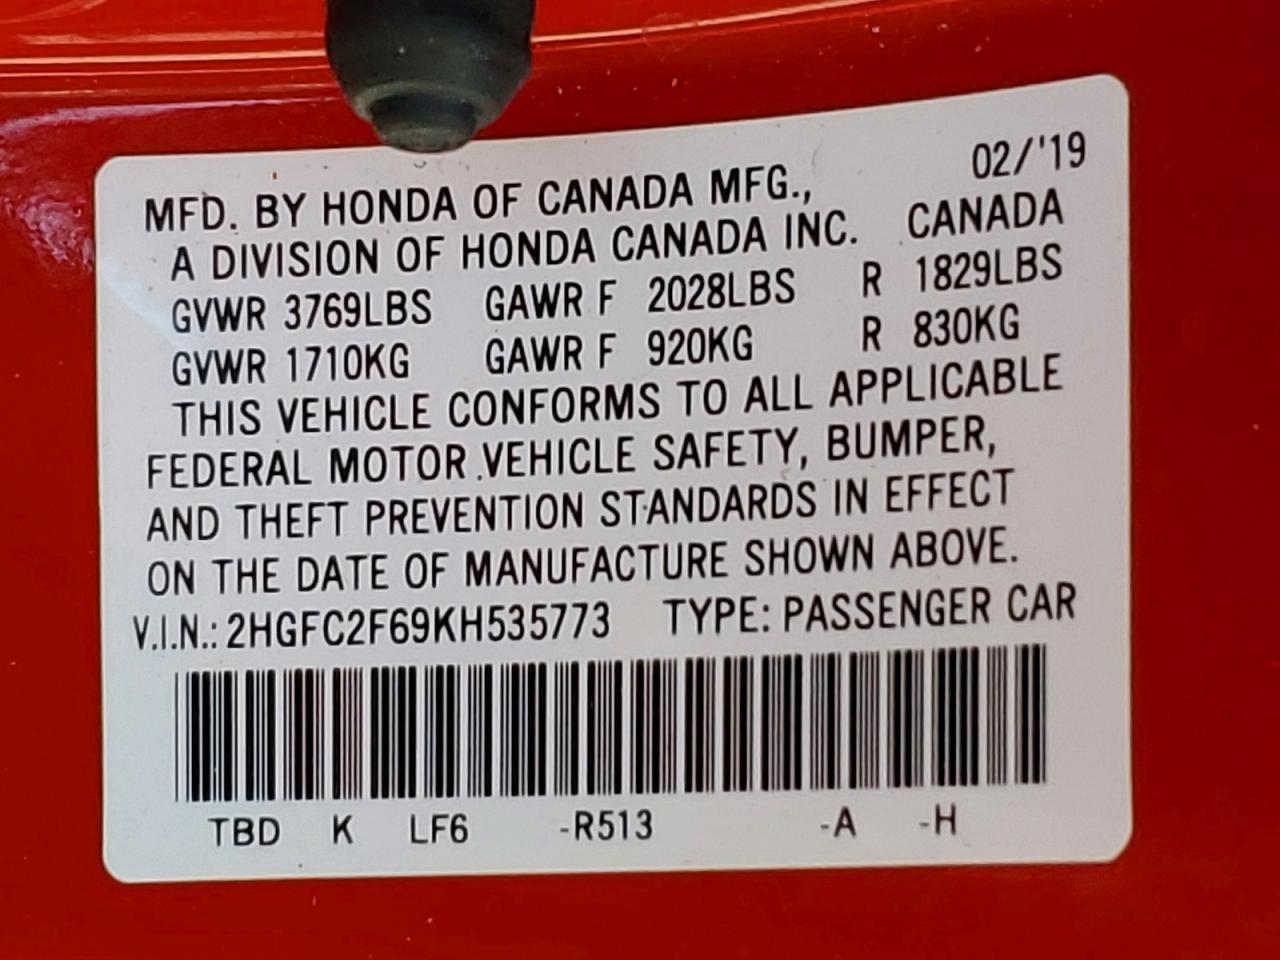 02/'19
MFD. BY HONDA OF CANADA MFG.,
A DIVISION OF HONDA CANADA INC. CANADA
GVWR 3769LBS GAWR F 2028LBS R 1829LBS
GVWR 1710KG GAWR F 920KG R 830KG
THIS VEHICLE CONFORMS TO ALL APPLICABLE
FEDERAL MOTOR VEHICLE SAFETY, BUMPER,
AND THEFT PREVENTION STANDARDS IN EFFECT
ON THE DATE OF MANUFACTURE SHOWN ABOVE.
V.I.N.: 2HGFC2F69KH535773 TYPE: PASSENGER CAR
TBD K LF6 -R513 -A -H